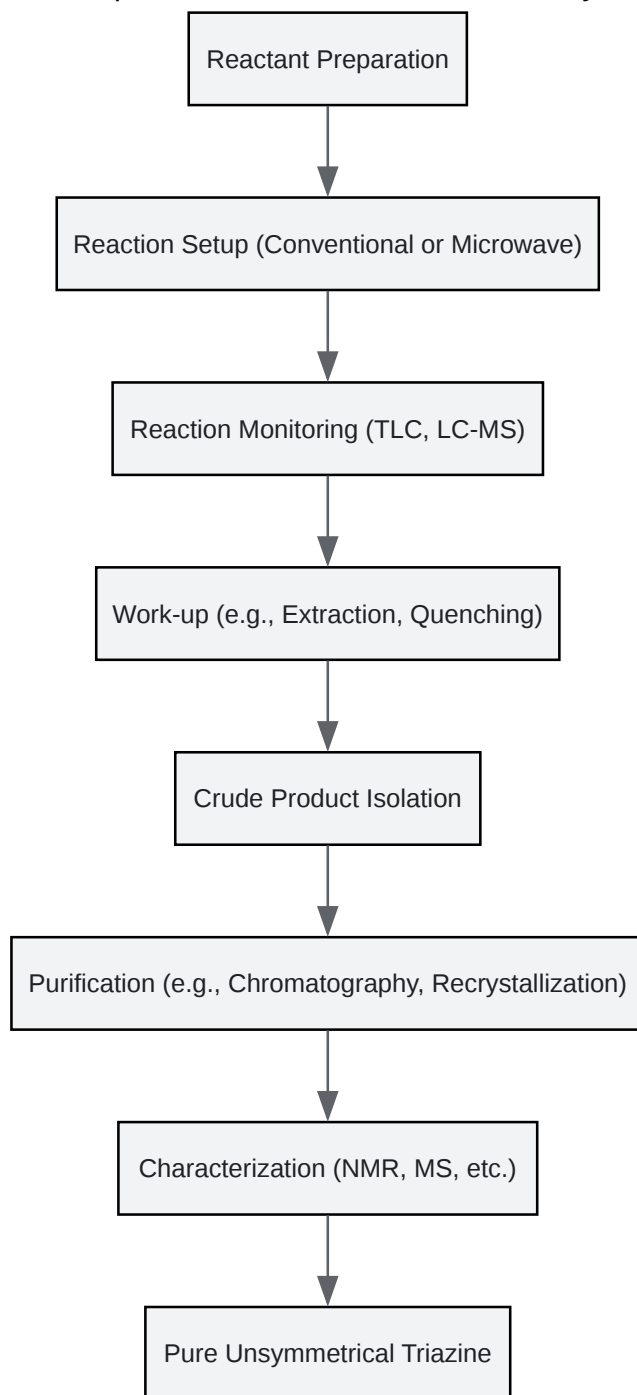 Reactant Preparation
Reaction Setup (Conventional or Microwave)
Reaction Monitoring (TLC, LC-MS)
Work-up (e.g., Extraction, Quenching)
Crude Product Isolation
Purification (e.g., Chromatography, Recrystallization)
Characterization (NMR, MS, etc.)
Pure Unsymmetrical Triazine